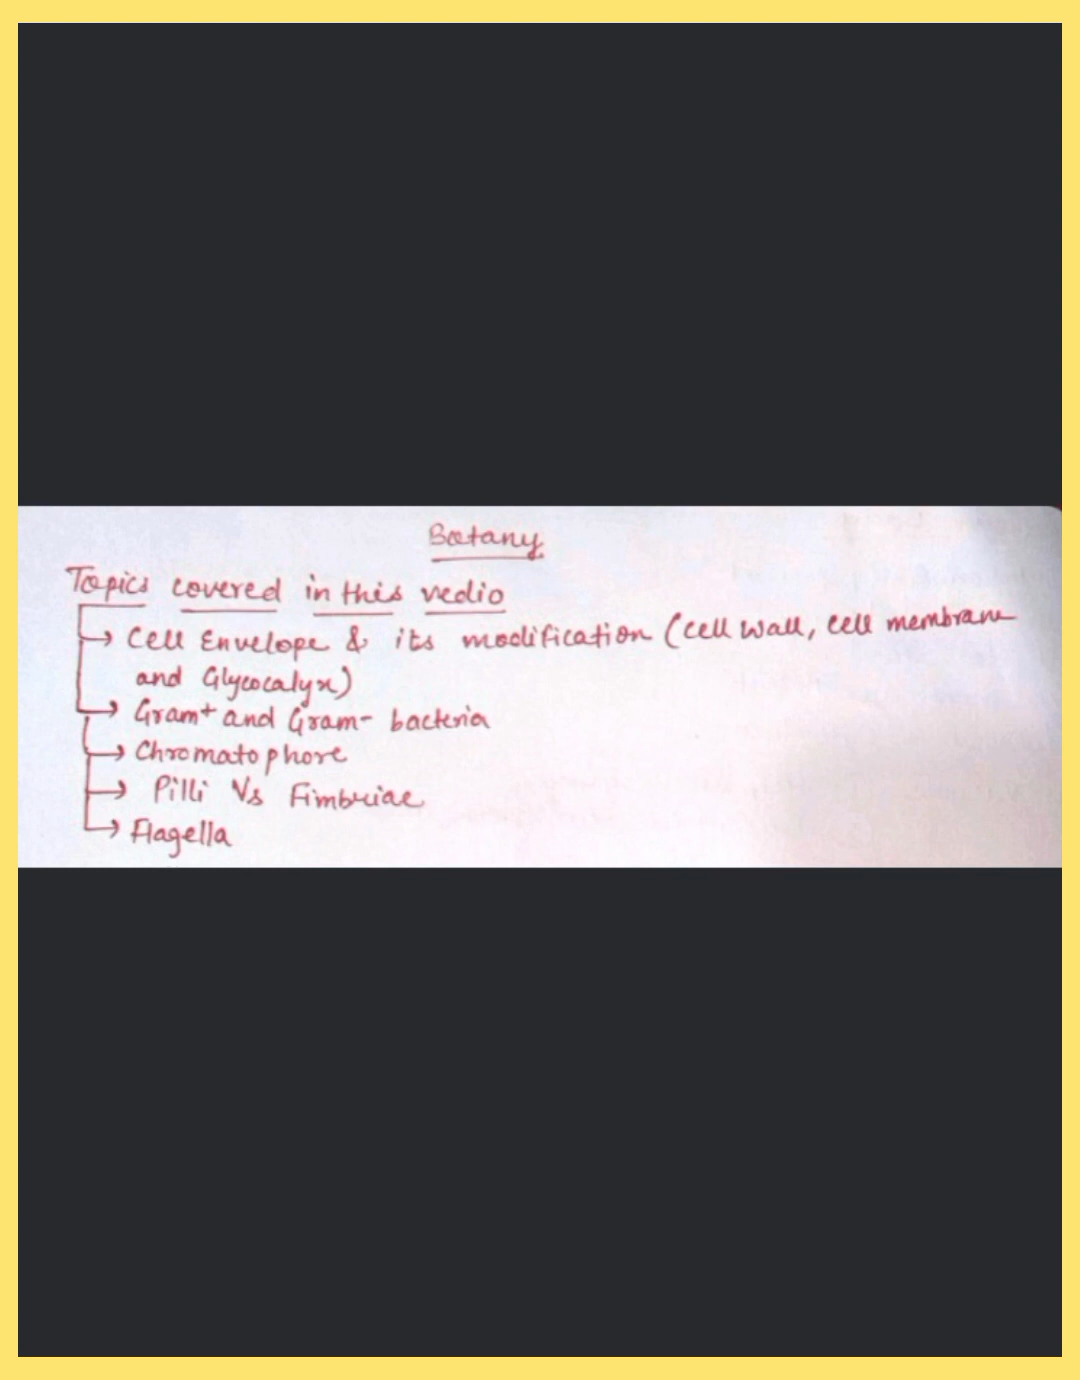 Botany
Topics covered in this vedio
→ Cell Envelope & its modification (cell wall, cell membrane
and Glycocalyx)
→ Gram+ and Gram- bacteria
→ Chromatophore
→ Pilli Vs Fimbriae
→ Flagella